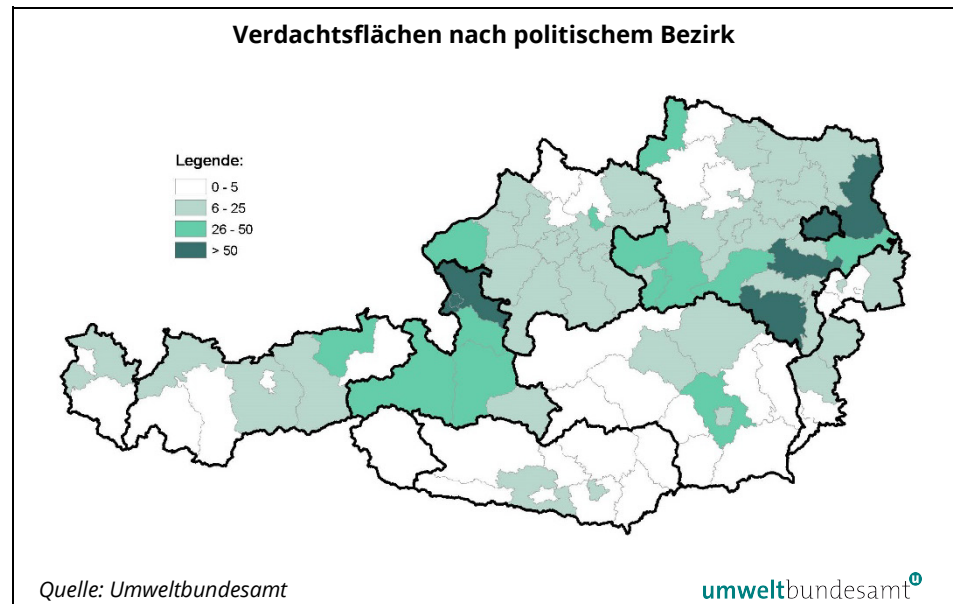 Verdachtsflächen nach politischem Bezirk
Legende:
0 - 5
6 - 25
26 - 50
> 50
Quelle: Umweltbundesamt
umweltbundesamt
u